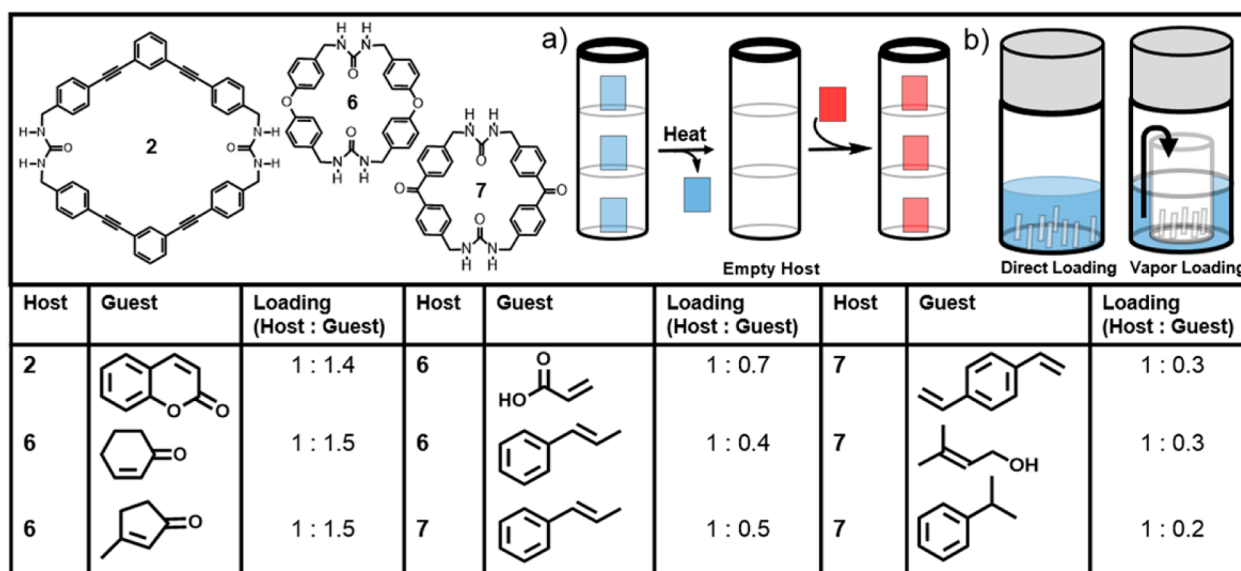 2
6
7
a)
Heat
Empty Host
b)
Direct Loading
Vapor Loading
H
N
N
H
O
N
H
O
N
H
N
H
N
H
O
O
O
O
N
H
N
H
H
N
N
H
O
O
O
O
N
H
N
H
Host Guest Loading (Host : Guest) Host Guest Loading (Host : Guest) Host Guest Loading (Host : Guest)
2 O O 1 : 1.4 6 O HO 1 : 0.7 7 1 : 0.3
6 O 1 : 1.5 6 1 : 0.4 7 OH 1 : 0.3
6 O 1 : 1.5 7 1 : 0.5 7 1 : 0.2